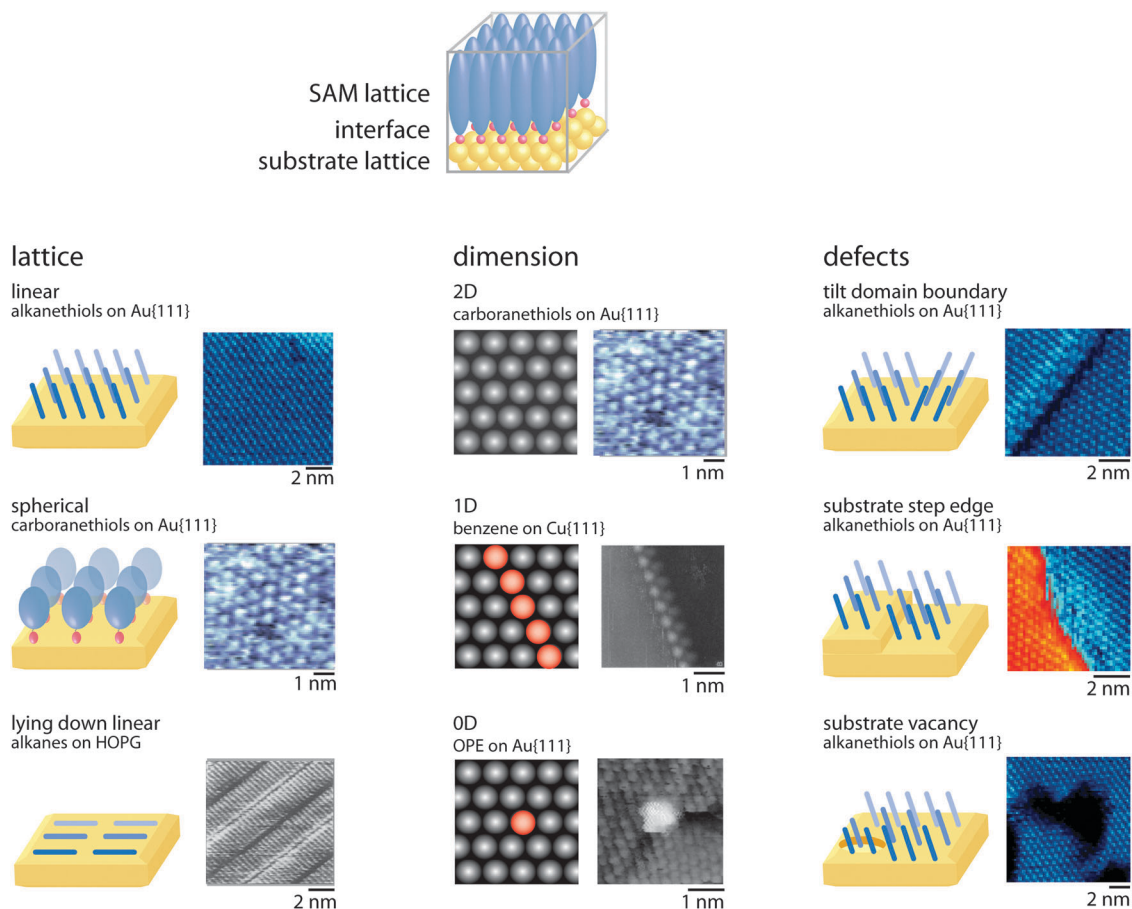 SAM lattice
interface
substrate lattice
lattice
linear
alkanethiols on Au{111}
2 nm
spherical
carboranethiols on Au{111}
1 nm
lying down linear
alkanes on HOPG
2 nm
dimension
2D
carboranethiols on Au{111}
1 nm
1D
benzene on Cu{111}
1 nm
0D
OPE on Au{111}
1 nm
defects
tilt domain boundary
alkanethiols on Au{111}
2 nm
substrate step edge
alkanethiols on Au{111}
2 nm
substrate vacancy
alkanethiols on Au{111}
2 nm